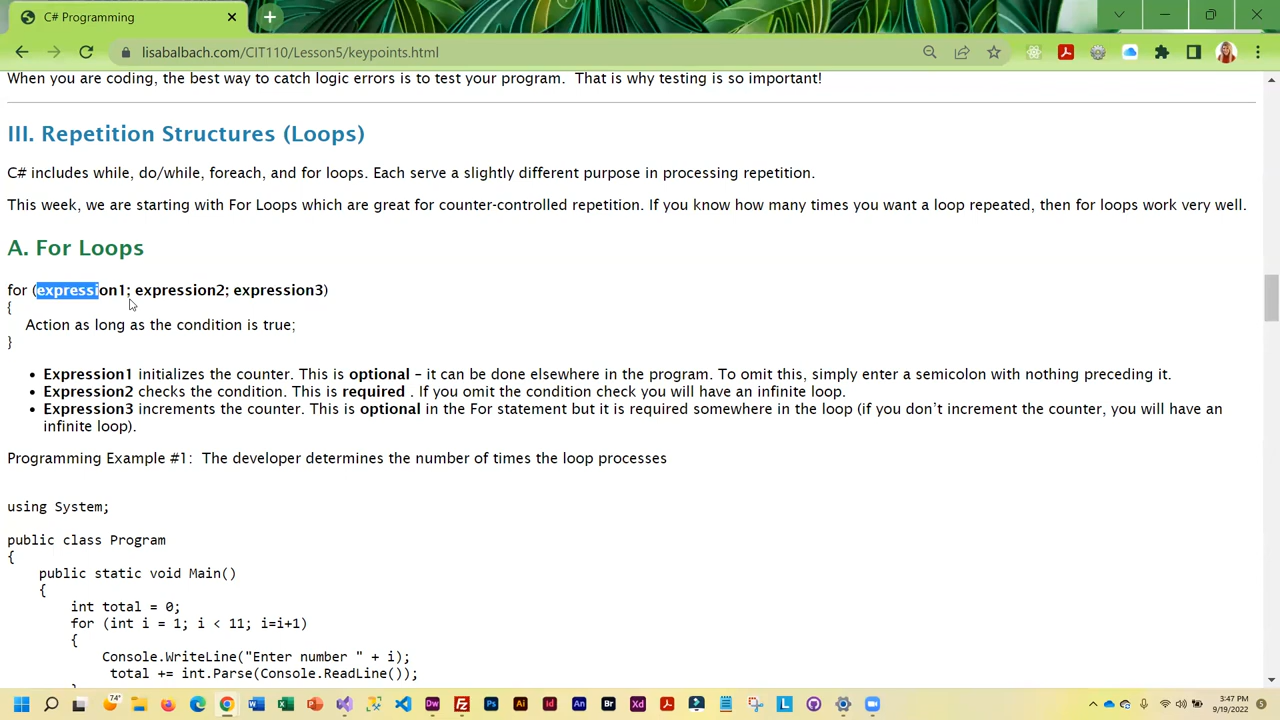 C# Programming
lisabalbach.com/CIT110/Lesson5/keypoints.html
When you are coding, the best way to catch logic errors is to test your program.  That is why testing is so important!
III. Repetition Structures (Loops)
C# includes while, do/while, foreach, and for loops. Each serve a slightly different purpose in processing repetition.
This week, we are starting with For Loops which are great for counter-controlled repetition. If you know how many times you want a loop repeated, then for loops work very well.
A. For Loops
for (expression1; expression2; expression3)
{
Action as long as the condition is true;
}
• Expression1 initializes the counter. This is optional – it can be done elsewhere in the program. To omit this, simply enter a semicolon with nothing preceding it.
• Expression2 checks the condition. This is required . If you omit the condition check you will have an infinite loop.
• Expression3 increments the counter. This is optional in the For statement but it is required somewhere in the loop (if you don't increment the counter, you will have an
infinite loop).
Programming Example #1:  The developer determines the number of times the loop processes
using System;
public class Program
{
public static void Main()
{
int total = 0;
for (int i = 1; i < 11; i=i+1)
{
Console.WriteLine("Enter number " + i);
total += int.Parse(Console.ReadLine());
}
74°
Dw
Fz
Ps
Ai
Id
An
Br
Xd
L
3:47 PM
9/19/2022